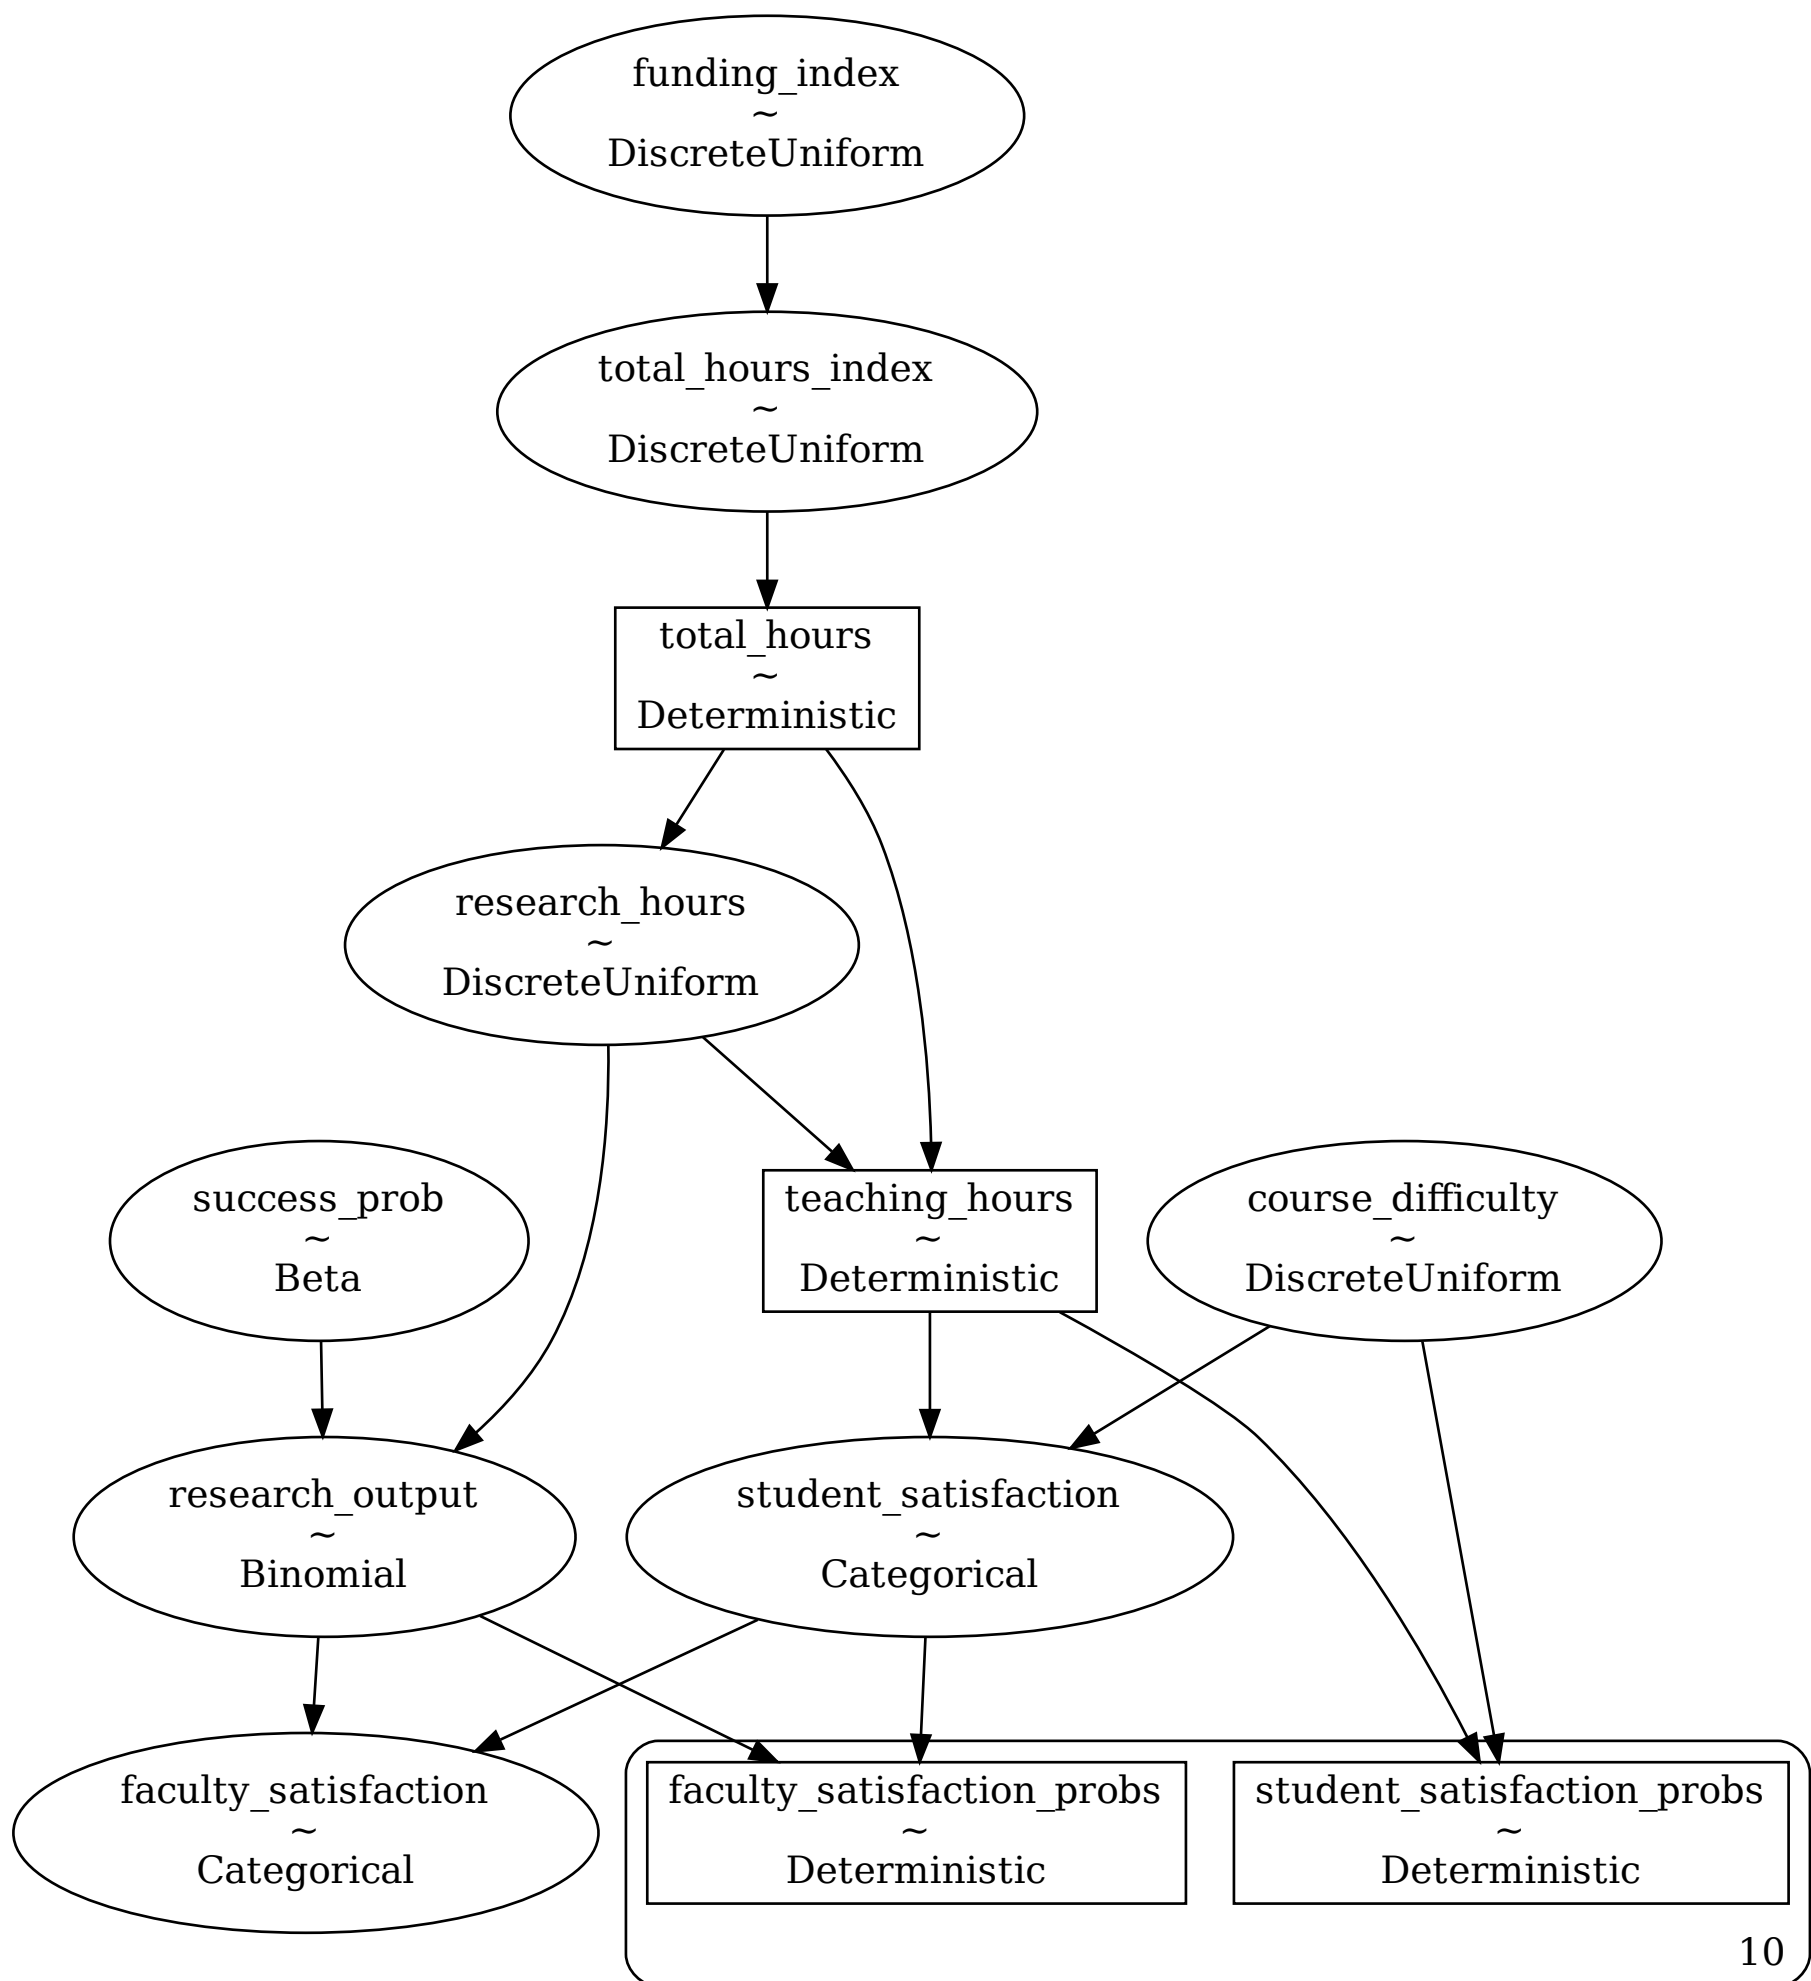 funding_index
~
DiscreteUniform
total_hours_index
~
DiscreteUniform
total_hours
~
Deterministic
research_hours
~
DiscreteUniform
success_prob
~
Beta
teaching_hours
~
Deterministic
course_difficulty
~
DiscreteUniform
research_output
~
Binomial
student_satisfaction
~
Categorical
faculty_satisfaction
~
Categorical
faculty_satisfaction_probs
~
Deterministic
student_satisfaction_probs
~
Deterministic
10